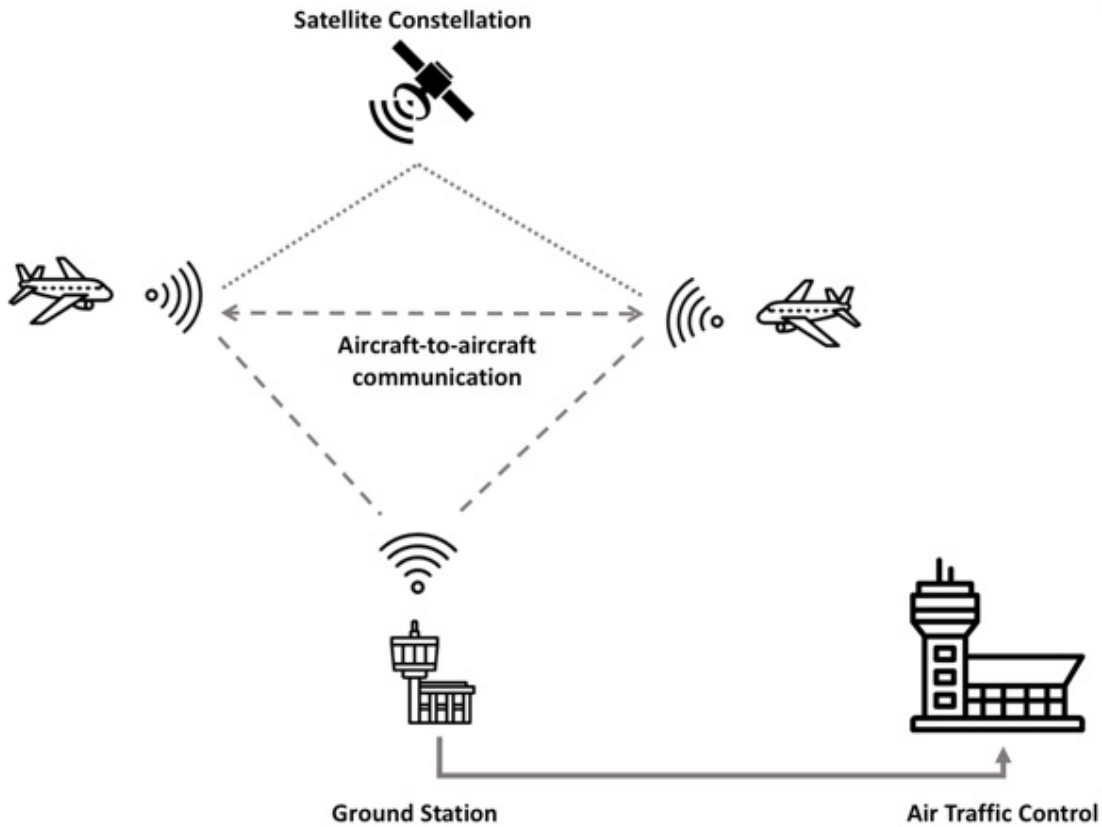 Satellite Constellation
Aircraft-to-aircraft
communication
Ground Station
Air Traffic Control